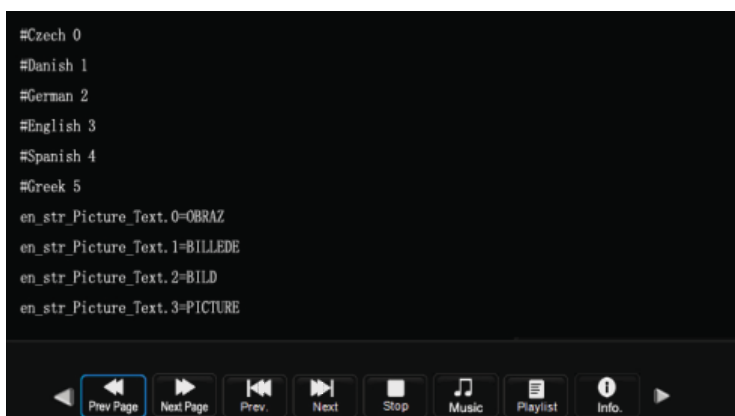 #Czech 0
#Danish 1
#German 2
#English 3
#Spanish 4
#Greek 5
en_str_Picture_Text.0=OBRAZ
en_str_Picture_Text.1=BILLEDE
en_str_Picture_Text.2=BILD
en_str_Picture_Text.3=PICTURE
Prev Page Next Page Prev. Next Stop Music Playlist Info.